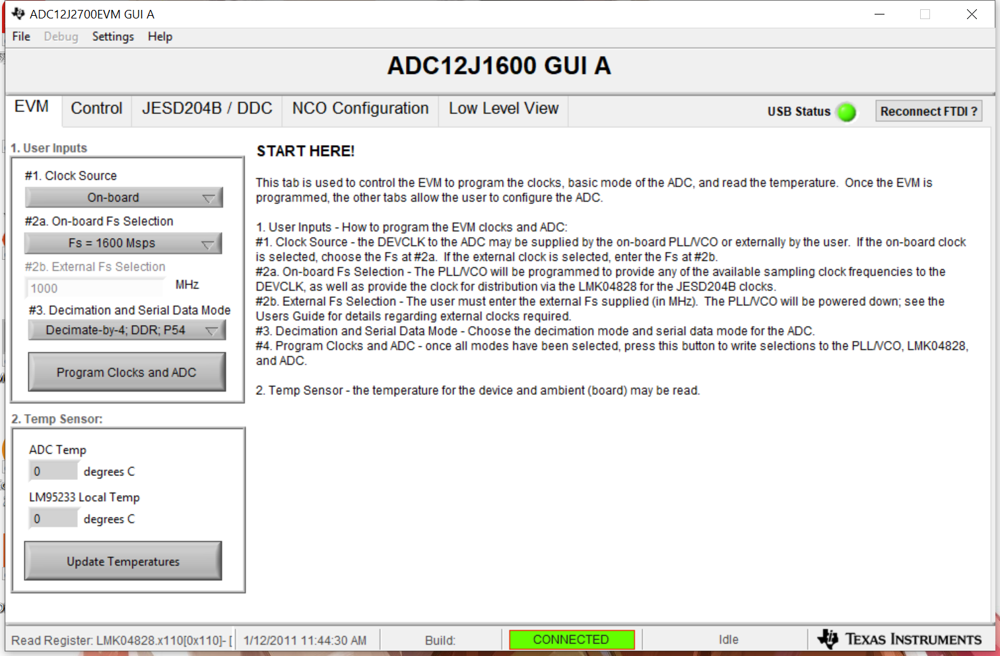 ADC12J2700EVM GUI A
File Debug Settings Help
ADC12J1600 GUI A
EVM Control JESD204B / DDC NCO Configuration Low Level View USB Status Reconnect FTDI ?
1. User Inputs
#1. Clock Source
On-board
#2a. On-board Fs Selection
Fs = 1600 Msps
#2b. External Fs Selection
1000 MHz
#3. Decimation and Serial Data Mode
Decimate-by-4; DDR; P54
Program Clocks and ADC
2. Temp Sensor:
ADC Temp
0 degrees C
LM95233 Local Temp
0 degrees C
Update Temperatures
START HERE!
This tab is used to control the EVM to program the clocks, basic mode of the ADC, and read the temperature. Once the EVM is
programmed, the other tabs allow the user to configure the ADC.
1. User Inputs - How to program the EVM clocks and ADC:
#1. Clock Source - the DEVCLK to the ADC may be supplied by the on-board PLL/VCO or externally by the user. If the on-board clock
is selected, choose the Fs at #2a. If the external clock is selected, enter the Fs at #2b.
#2a. On-board Fs Selection - The PLL/VCO will be programmed to provide any of the available sampling clock frequencies to the
DEVCLK, as well as provide the clock for distribution via the LMK04828 for the JESD204B clocks.
#2b. External Fs Selection - The user must enter the external Fs supplied (in MHz). The PLL/VCO will be powered down; see the
Users Guide for details regarding external clocks required.
#3. Decimation and Serial Data Mode - Choose the decimation mode and serial data mode for the ADC.
#4. Program Clocks and ADC - once all modes have been selected, press this button to write selections to the PLL/VCO, LMK04828,
and ADC.
2. Temp Sensor - the temperature for the device and ambient (board) may be read.
Read Register: LMK04828.x110[0x110]- [ 1/12/2011 11:44:30 AM Build: CONNECTED Idle TEXAS INSTRUMENTS